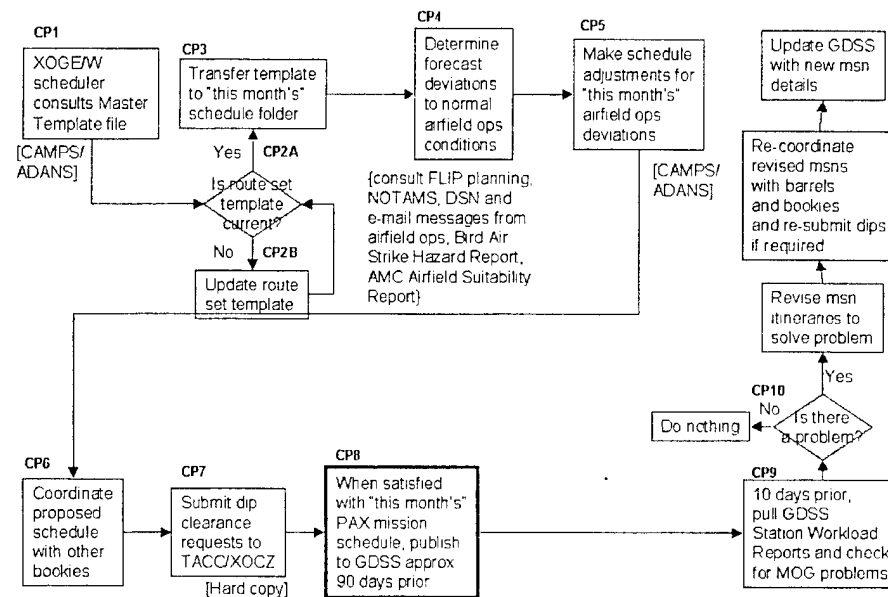 CP1
XOGE/W
scheduler
consults Master
Template file
[CAMPS/
ADANS]
CP3
Transfer template
to "this month's"
schedule folder
Yes
CP2A
Is route set
template
current?
No
CP2B
Update route
set template
CP4
Determine
forecast
deviations
to normal
airfield ops
conditions
{consult FLIP planning,
NOTAMS, DSN and
e-mail messages from
airfield ops, Bird Air
Strike Hazard Report,
AMC Airfield Suitability
Report}
CP5
Make schedule
adjustments for
"this month's"
airfield ops
deviations
[CAMPS/
ADANS]
CP6
Coordinate
proposed
schedule
with other
bookies
CP7
Submit dip
clearance
requests to
TACC/XOCZ
[Hard copy]
CP8
When satisfied
with "this month's"
PAX mission
schedule, publish
to GDSS approx
90 days prior
CP9
10 days prior,
pull GDSS
Station Workload
Reports and check
for MOG problems
CP10
Is there
a problem?
No
Do nothing
Yes
Revise msn
itineraries to
solve problem
Re-coordinate
revised msns
with barrels
and bookies
and re-submit dips
if required
Update GDSS
with new msn
details